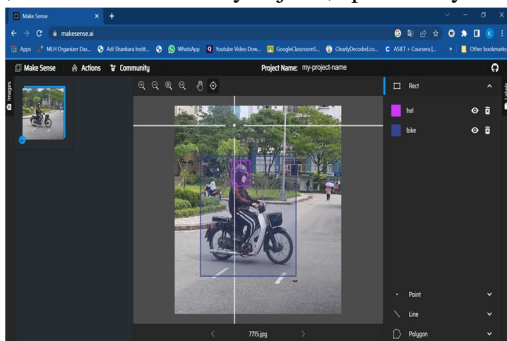 Make Sense
makesense.ai
Apps
MLH Organizer Das...
Adi Shankara Instit...
WhatsApp
Youtube Video Dow...
GoogleClassroomS...
ClearlyDecoded.co...
ASBT + Coursera |...
Other bookmarks
Make Sense
Actions
Community
Project Name: my-project-name
Images
Rect
hel
bike
Point
Line
Polygon
7715.jpg